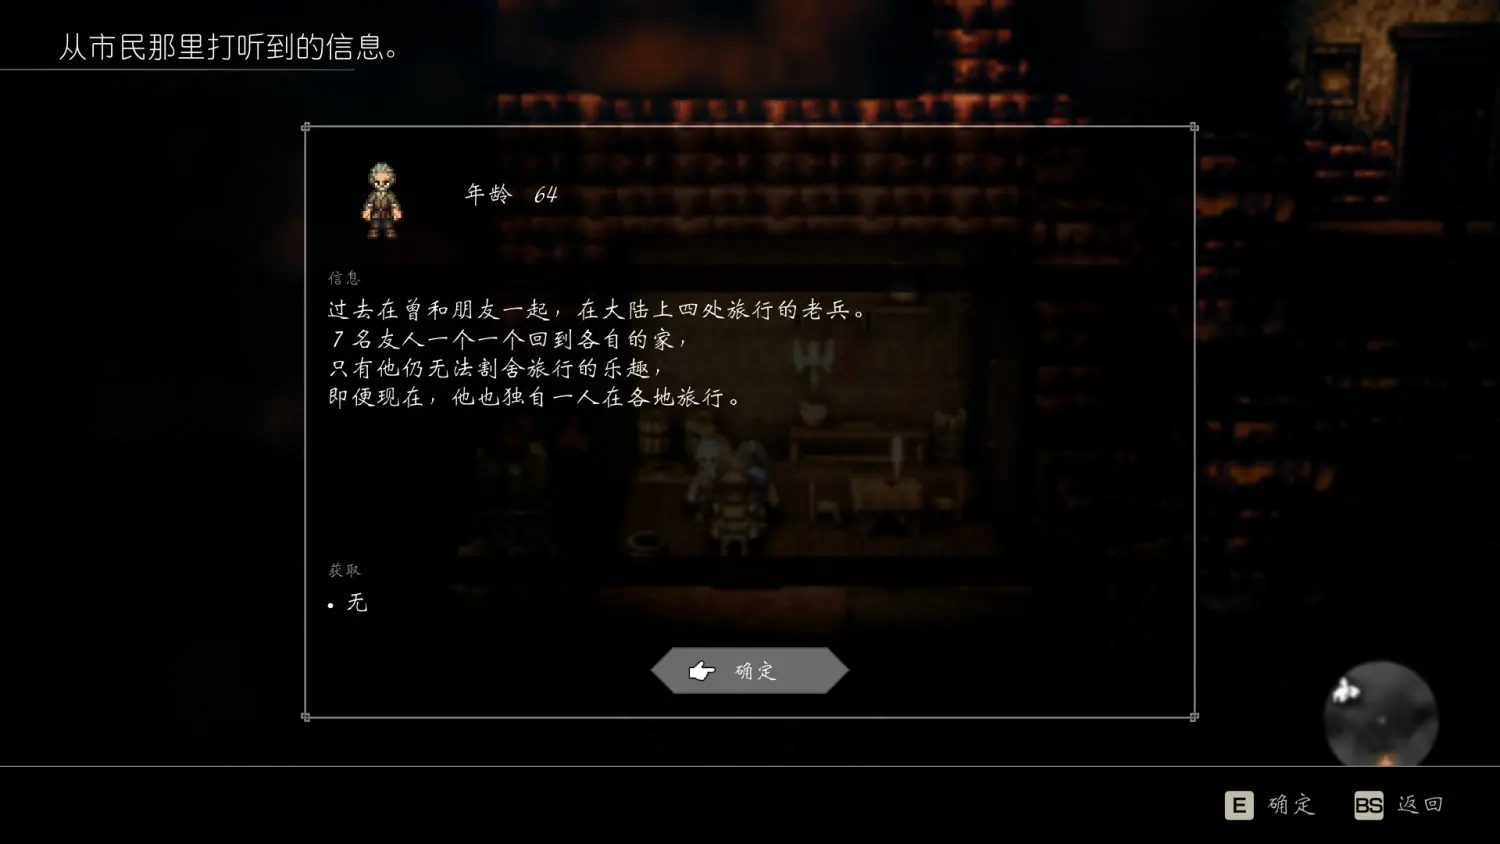 从市民那里打听到的信息。
年龄 64
信息
过去在曾和朋友一起，在大陆上四处旅行的老兵。
7名友人一个一个回到各自的家，
只有他仍无法割舍旅行的乐趣，
即便现在，他也独自一人在各地旅行。
获取
• 无
确定
E 确定 BS 返回